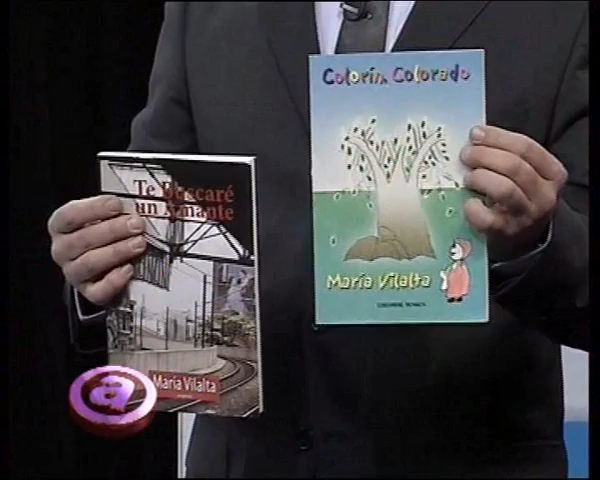 Te Buscaré
un Amante
María Vilalta
Colorín, Colorado
María Vilalta
a